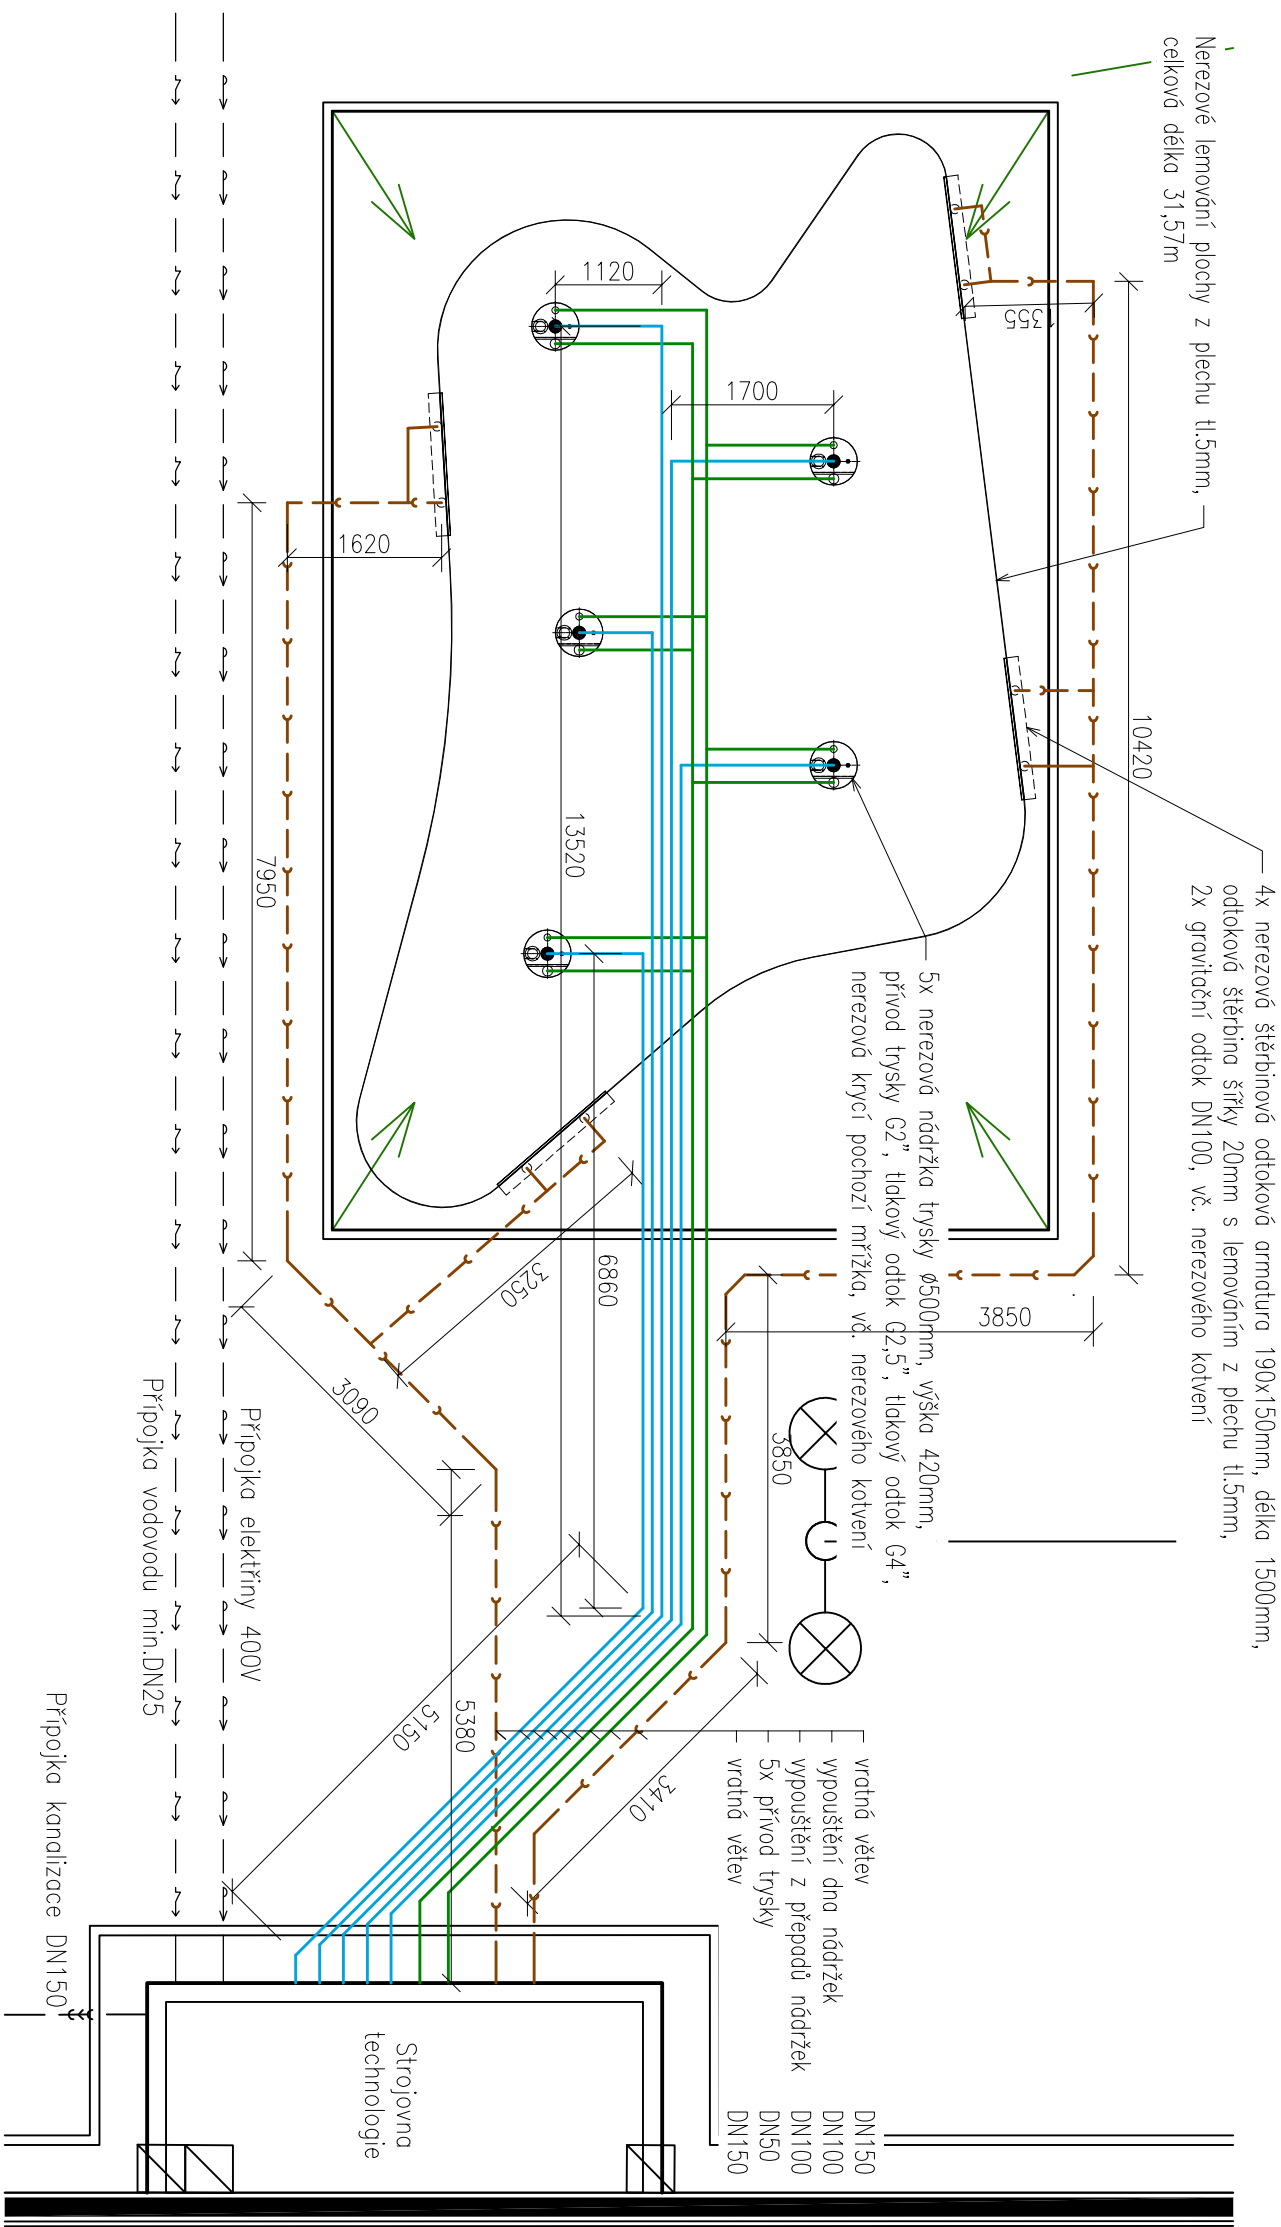 Nerezové lemování plochy z plechu tl.5mm,
celková délka 31,57m
4x nerezová štěrbinová odtoková armatura 190x150mm, délka 1500mm,
odtoková štěrbina šířky 20mm s lemováním z plechu tl.5mm,
2x gravitační odtok DN100, vč. nerezového kotvení
5x nerezová nádržka trysky ø500mm, výška 420mm,
přívod trysky G2", tlakový odtok G2,5", tlakový odtok G4",
nerezová krycí pochozí mřížka, vč. nerezového kotvení
1355
10420
1120
1700
1620
13520
7950
6860
3250
3850
3850
3090
5380
5150
3410
vratná větev DN150
vypouštění dna nádržek DN100
vypouštění z přepadů nádržek DN100
5x přívod trysky DN50
vratná větev DN150
Přípojka elektřiny 400V
Přípojka vodovodu min.DN25
Přípojka kanalizace DN150
Strojovna
technologie